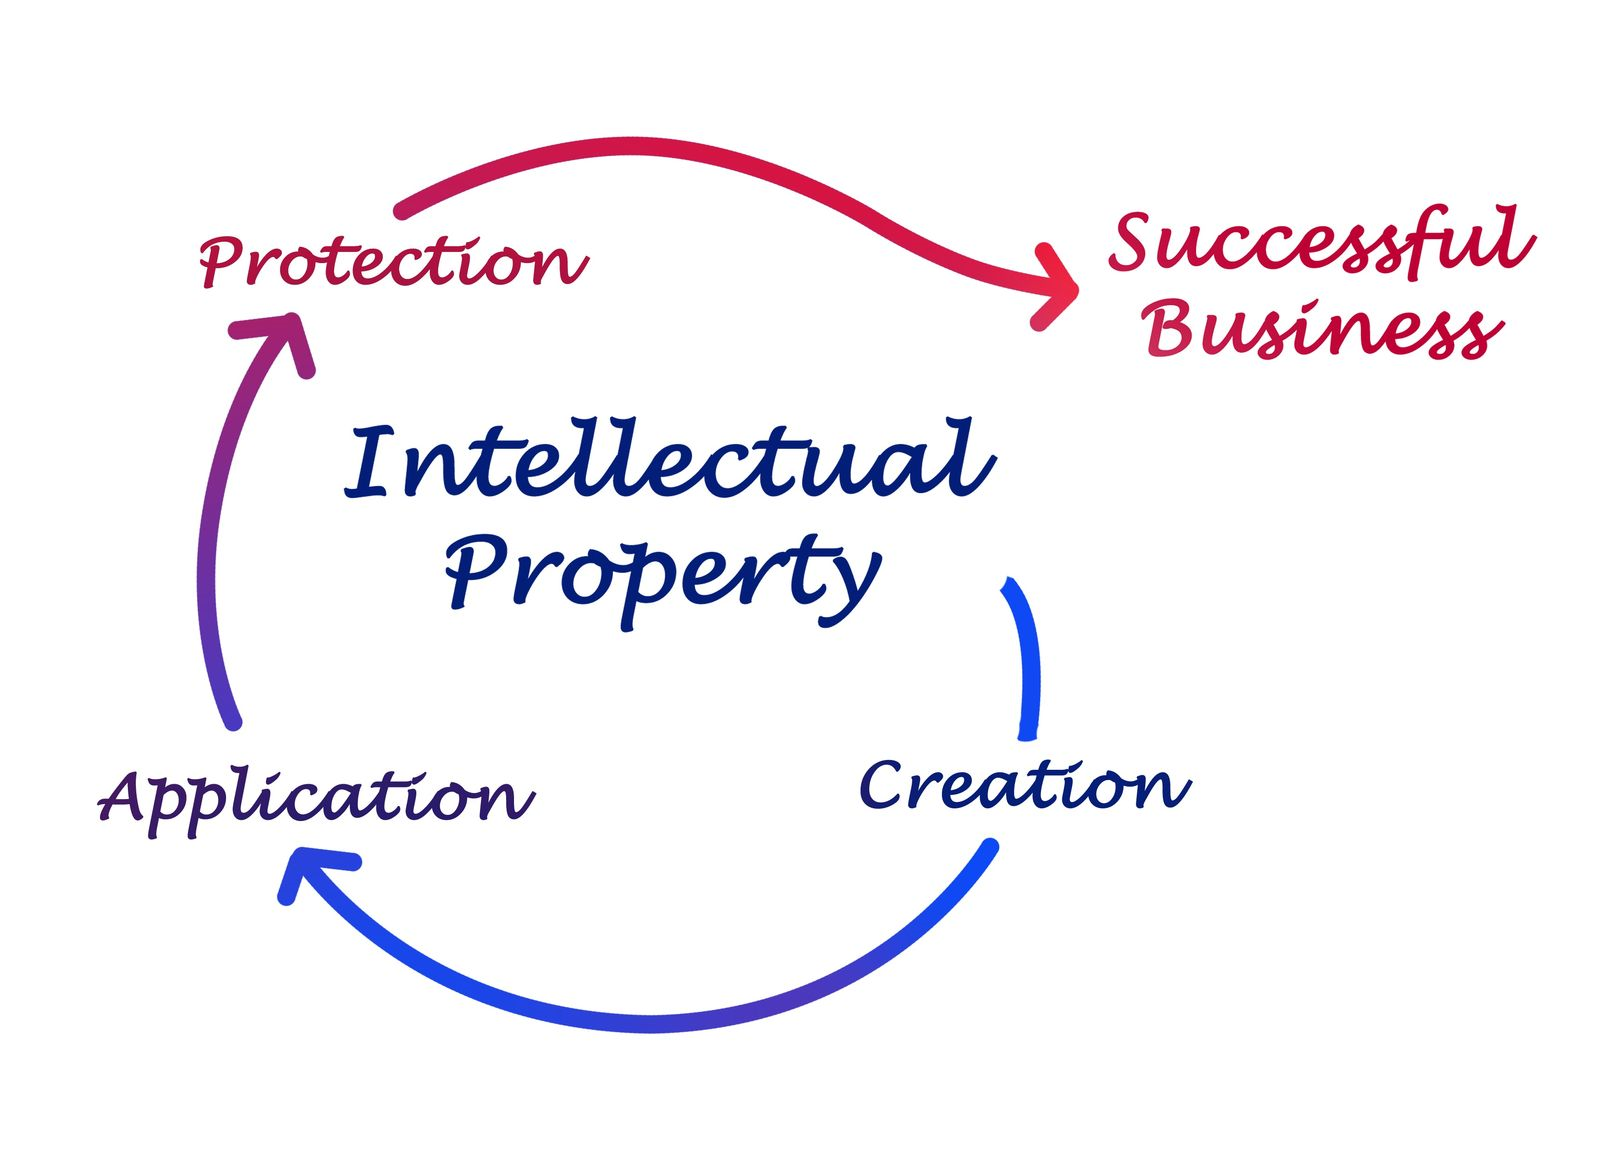 Protection
Successful
Business
Intellectual
Property
Application
Creation